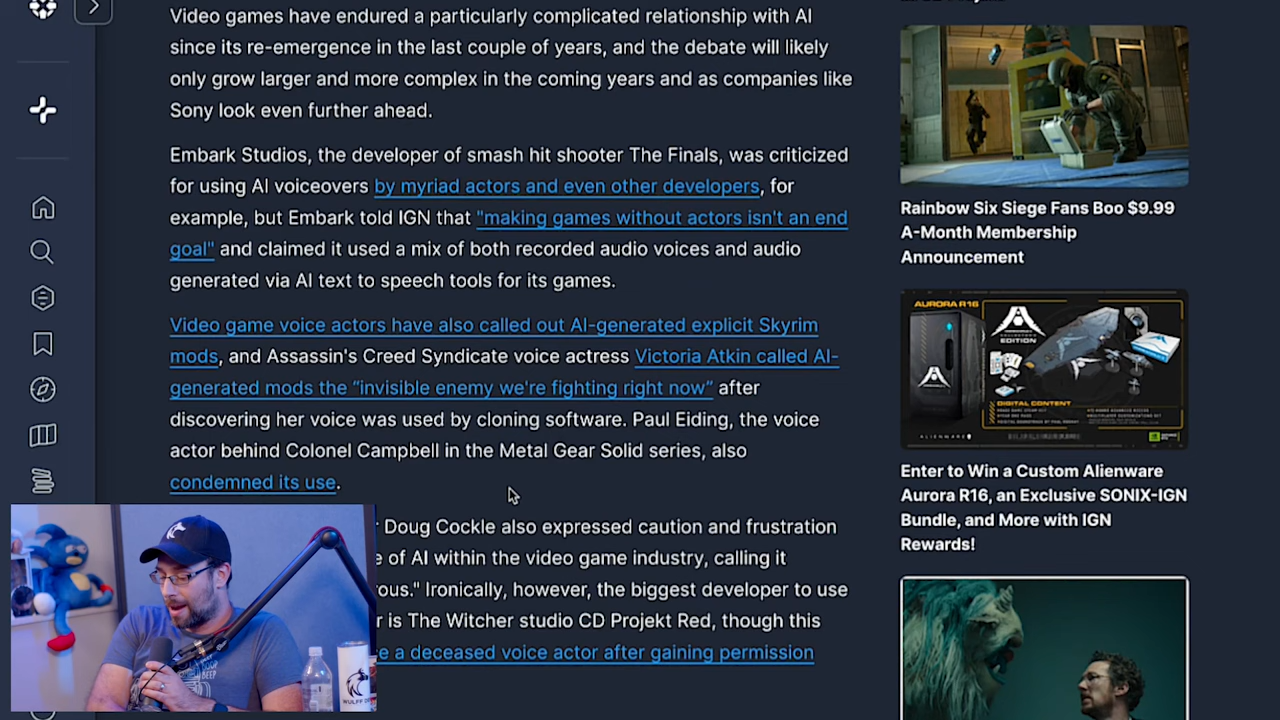 Video games have endured a particularly complicated relationship with AI
since its re-emergence in the last couple of years, and the debate will likely
only grow larger and more complex in the coming years and as companies like
Sony look even further ahead.
Embark Studios, the developer of smash hit shooter The Finals, was criticized
for using AI voiceovers by myriad actors and even other developers, for
example, but Embark told IGN that "making games without actors isn't an end
goal" and claimed it used a mix of both recorded audio voices and audio
generated via AI text to speech tools for its games.
Video game voice actors have also called out AI-generated explicit Skyrim
mods, and Assassin's Creed Syndicate voice actress Victoria Atkin called AI-
generated mods the “invisible enemy we're fighting right now” after
discovering her voice was used by cloning software. Paul Eiding, the voice
actor behind Colonel Campbell in the Metal Gear Solid series, also
condemned its use.
Doug Cockle also expressed caution and frustration
e of AI within the video game industry, calling it
ous." Ironically, however, the biggest developer to use
r is The Witcher studio CD Projekt Red, though this
e a deceased voice actor after gaining permission
Rainbow Six Siege Fans Boo $9.99
A-Month Membership
Announcement
AURORA R16
COLLECTOR'S
EDITION
DIGITAL CONTENT
ALIENWARE
Enter to Win a Custom Alienware
Aurora R16, an Exclusive SONIX-IGN
Bundle, and More with IGN
Rewards!
BEEP
WULFF